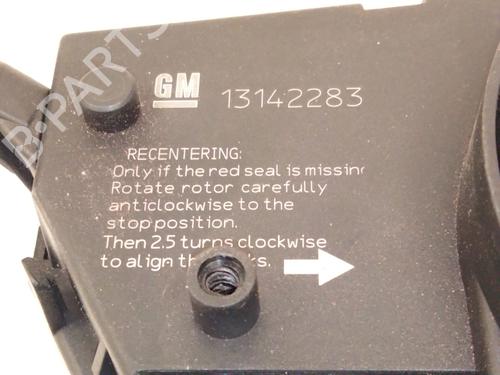 B-PARTS
GM 13142283
RECENTERING:
Only if the red seal is missing
Rotate rotor carefully
anticlockwise to the
stop position.
Then 2.5 turns clockwise
to align the